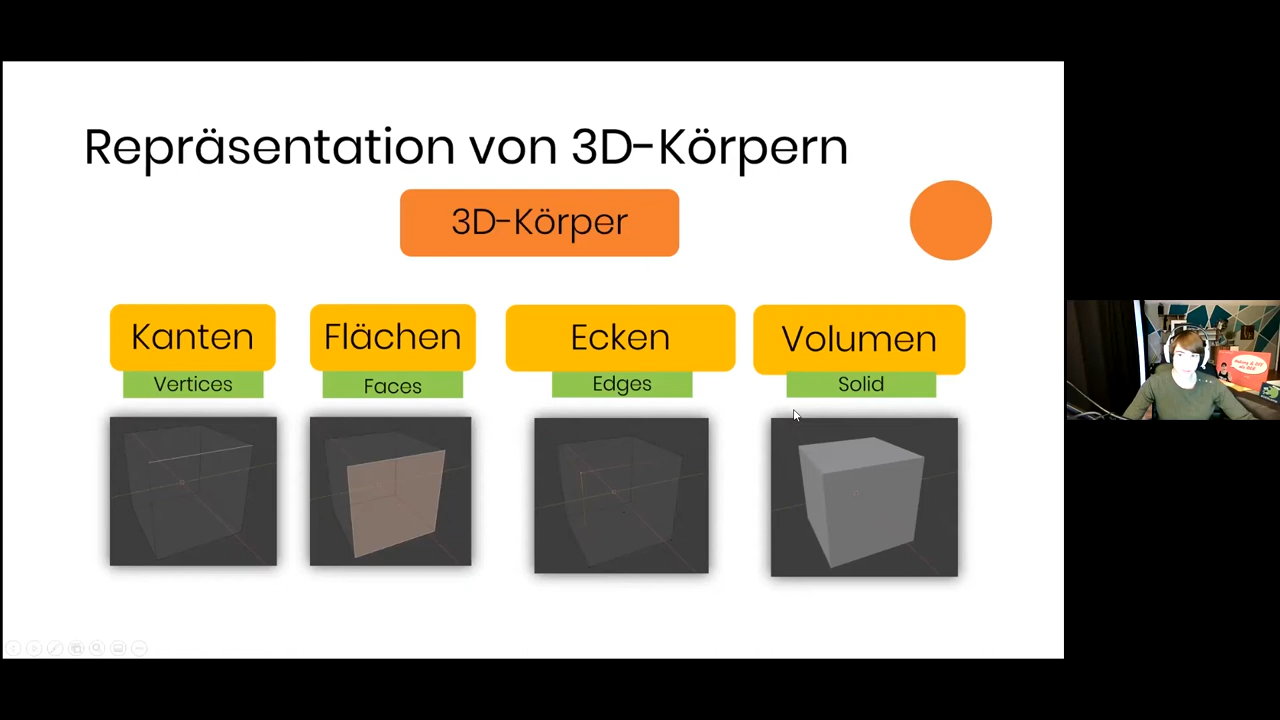 Repräsentation von 3D-Körpern
3D-Körper
Kanten
Flächen
Ecken
Volumen
Vertices
Faces
Edges
Solid